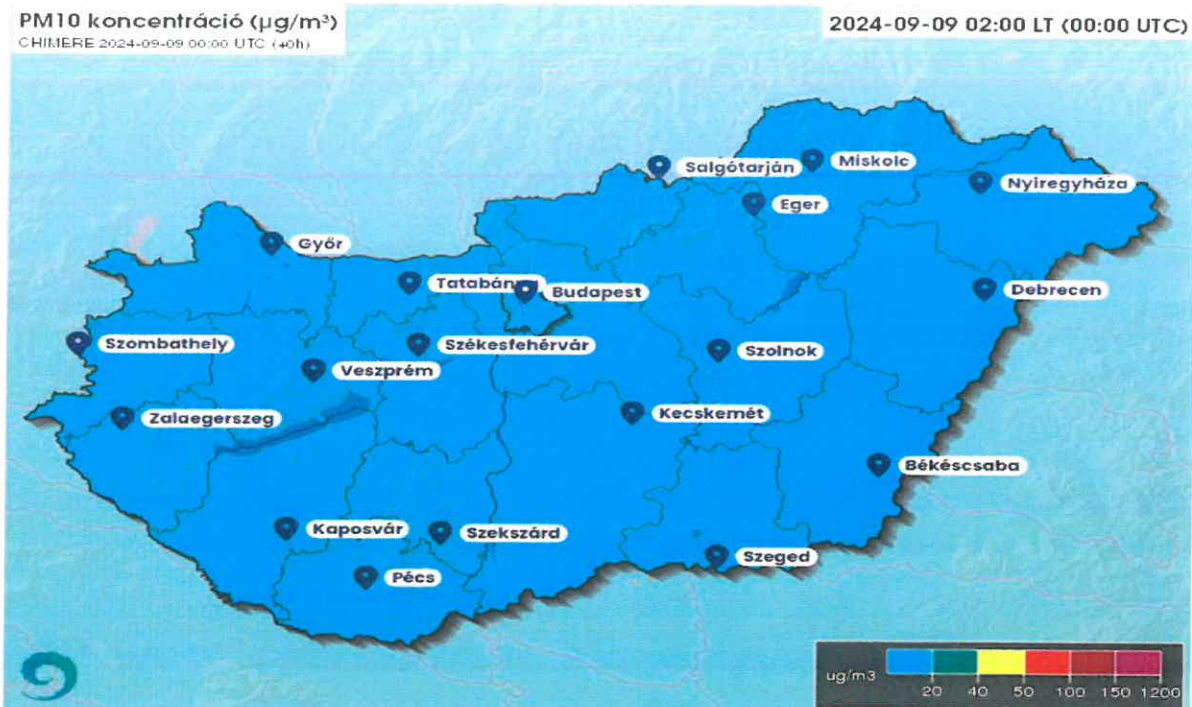 PM10 koncentráció (µg/m³)
CHIMERE 2024-09-09 00:00 UTC (+0h)
2024-09-09 02:00 LT (00:00 UTC)
Salgótarján
Miskolc
Nyíregyháza
Eger
Győr
Tatabán
Budapest
Debrecen
Szombathely
Székesfehérvár
Szolnok
Veszprém
Zalaegerszeg
Kecskemét
Békéscsaba
Kaposvár
Szekszárd
Szeged
Pécs
ug/m3
20 40 50 100 150 1200